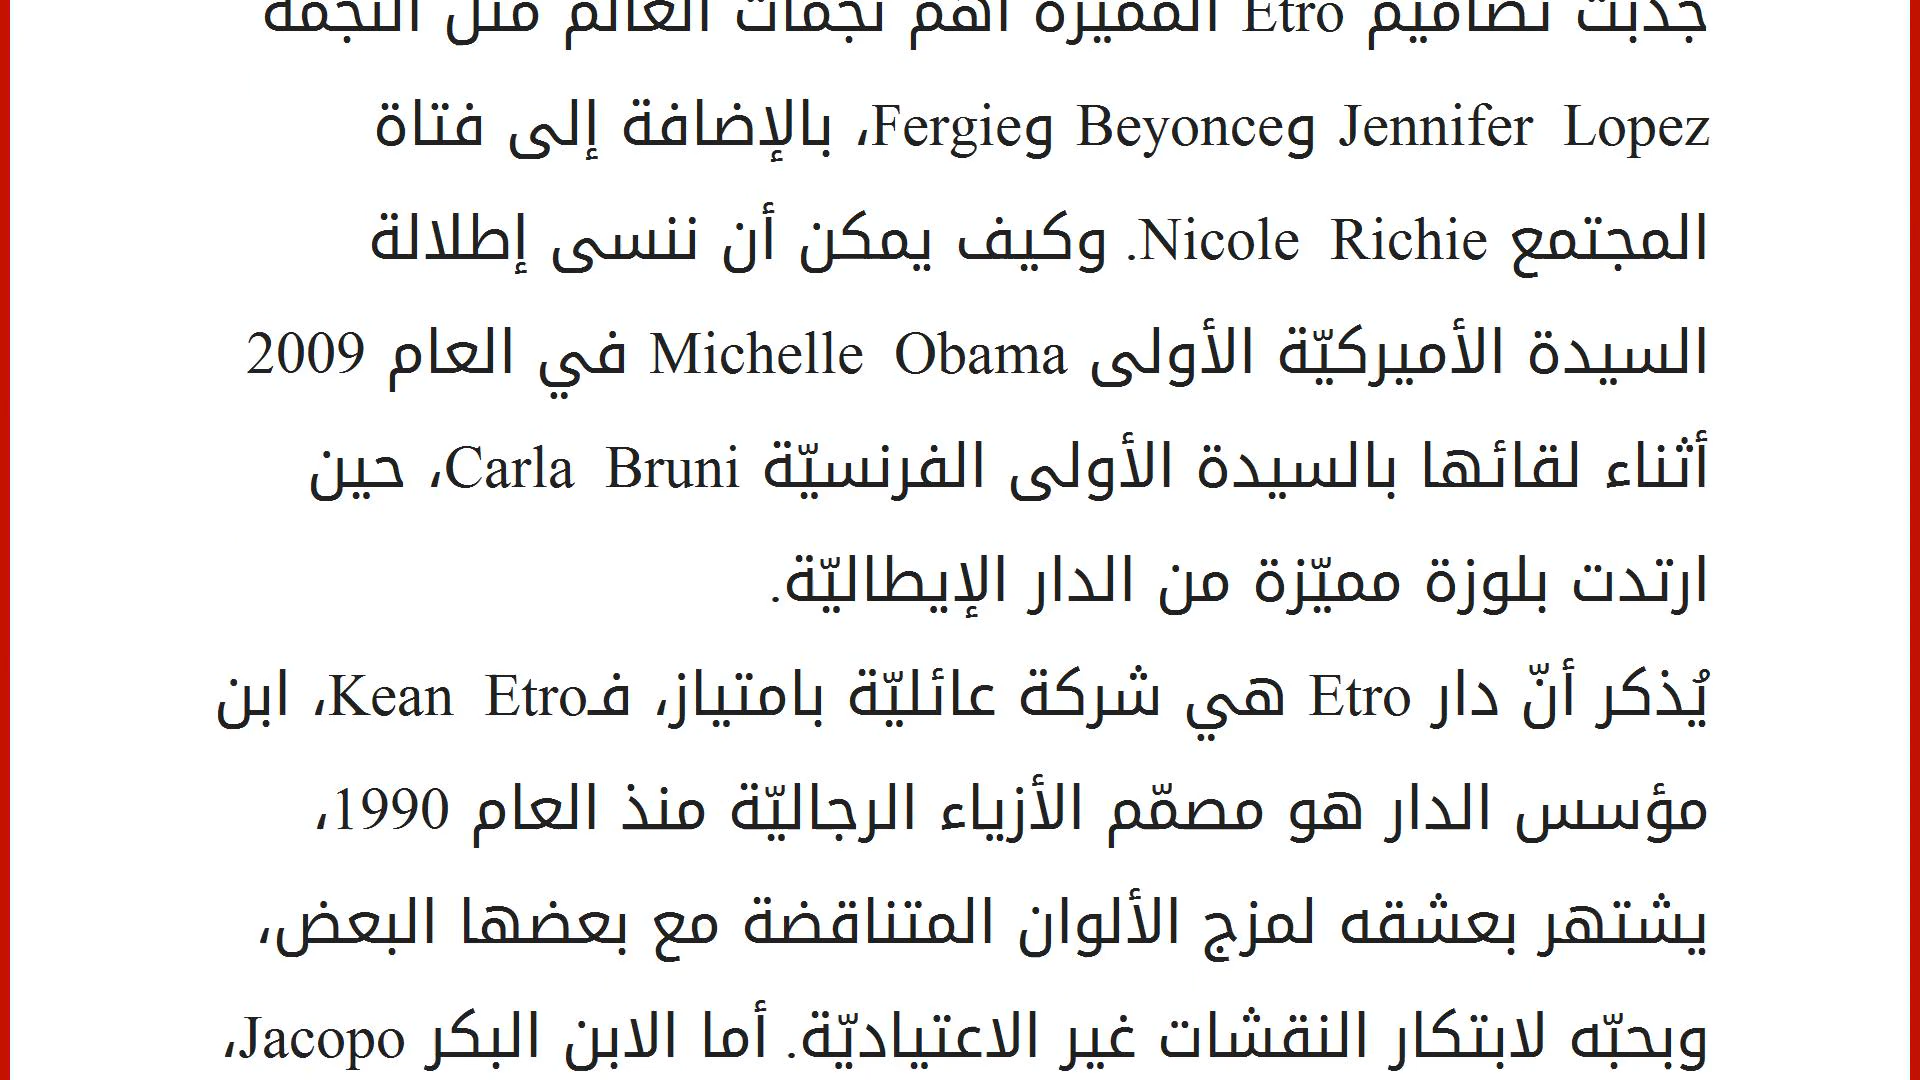 جذبت تصاميم Etro المميّزة أهم نجمات العالم مثل النجمة
Jennifer Lopez وBeyonce وFergie، بالإضافة إلى فتاة
المجتمع Nicole Richie. وكيف يمكن أن ننسى إطلالة
السيدة الأميركيّة الأولى Michelle Obama في العام 2009
أثناء لقائها بالسيدة الأولى الفرنسيّة Carla Bruni، حين
ارتدت بلوزة مميّزة من الدار الإيطاليّة.
يُذكر أنّ دار Etro هي شركة عائليّة بامتياز، فـKean Etro، ابن
مؤسس الدار هو مصمّم الأزياء الرجاليّة منذ العام 1990،
يشتهر بعشقه لمزج الألوان المتناقضة مع بعضها البعض،
وبحبّه لابتكار النقشات غير الاعتياديّة. أما الابن البكر Jacopo،